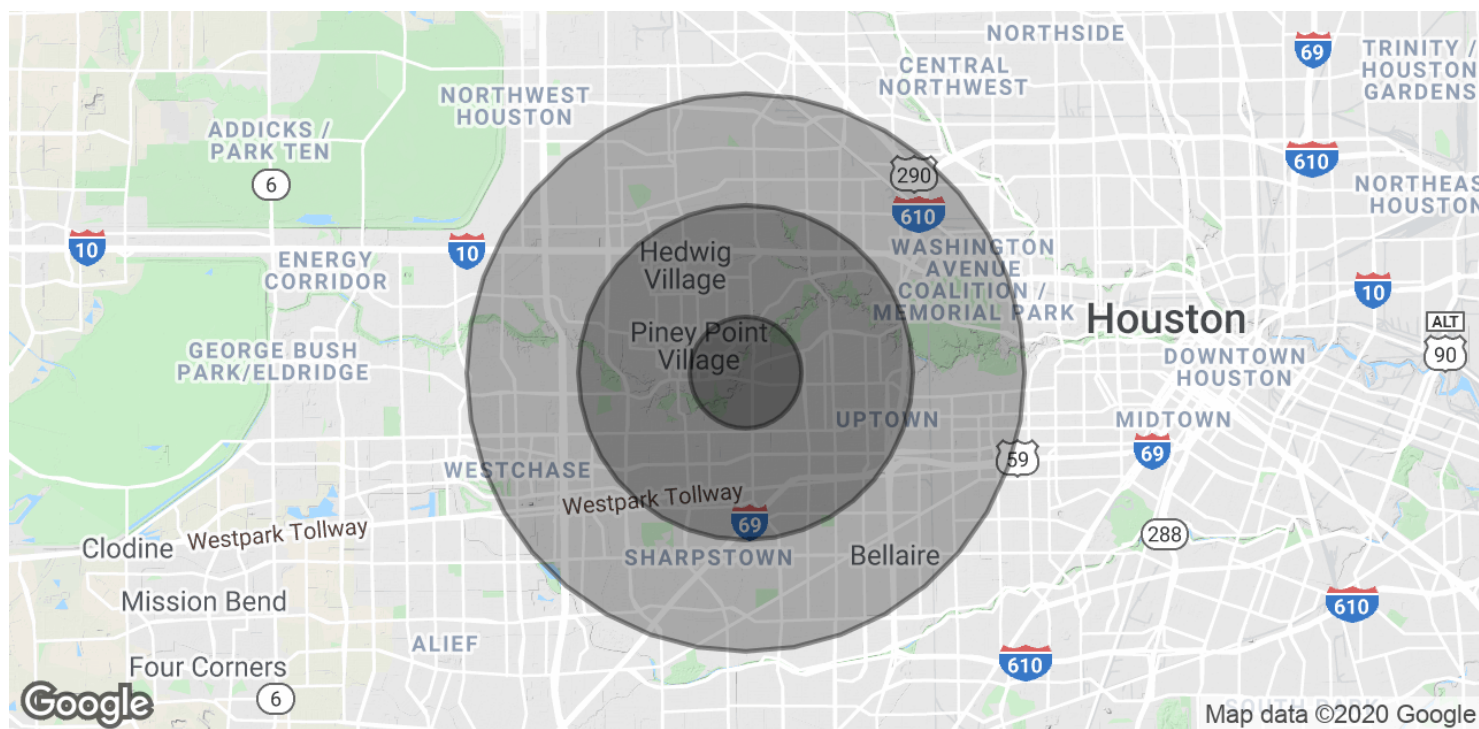 NORTHSIDE
69
TRINITY /
HOUSTON
GARDENS
CENTRAL
NORTHWEST
NORTHWEST
HOUSTON
ADDICKS /
PARK TEN
6
290
610
610
NORTHEAS
HOUSTON
10
10
ENERGY
CORRIDOR
Hedwig
Village
WASHINGTON
AVENUE
COALITION /
MEMORIAL PARK
10
Houston
ALT
90
Piney Point
Village
GEORGE BUSH
PARK/ELDRIDGE
DOWNTOWN
HOUSTON
UPTOWN
MIDTOWN
69
59
WESTCHASE
Westpark Tollway
69
Westpark Tollway
Clodine
SHARPSTOWN
Bellaire
288
Mission Bend
610
ALIEF
610
Four Corners
6
Google
SOUTH PARK
Map data ©2020 Google